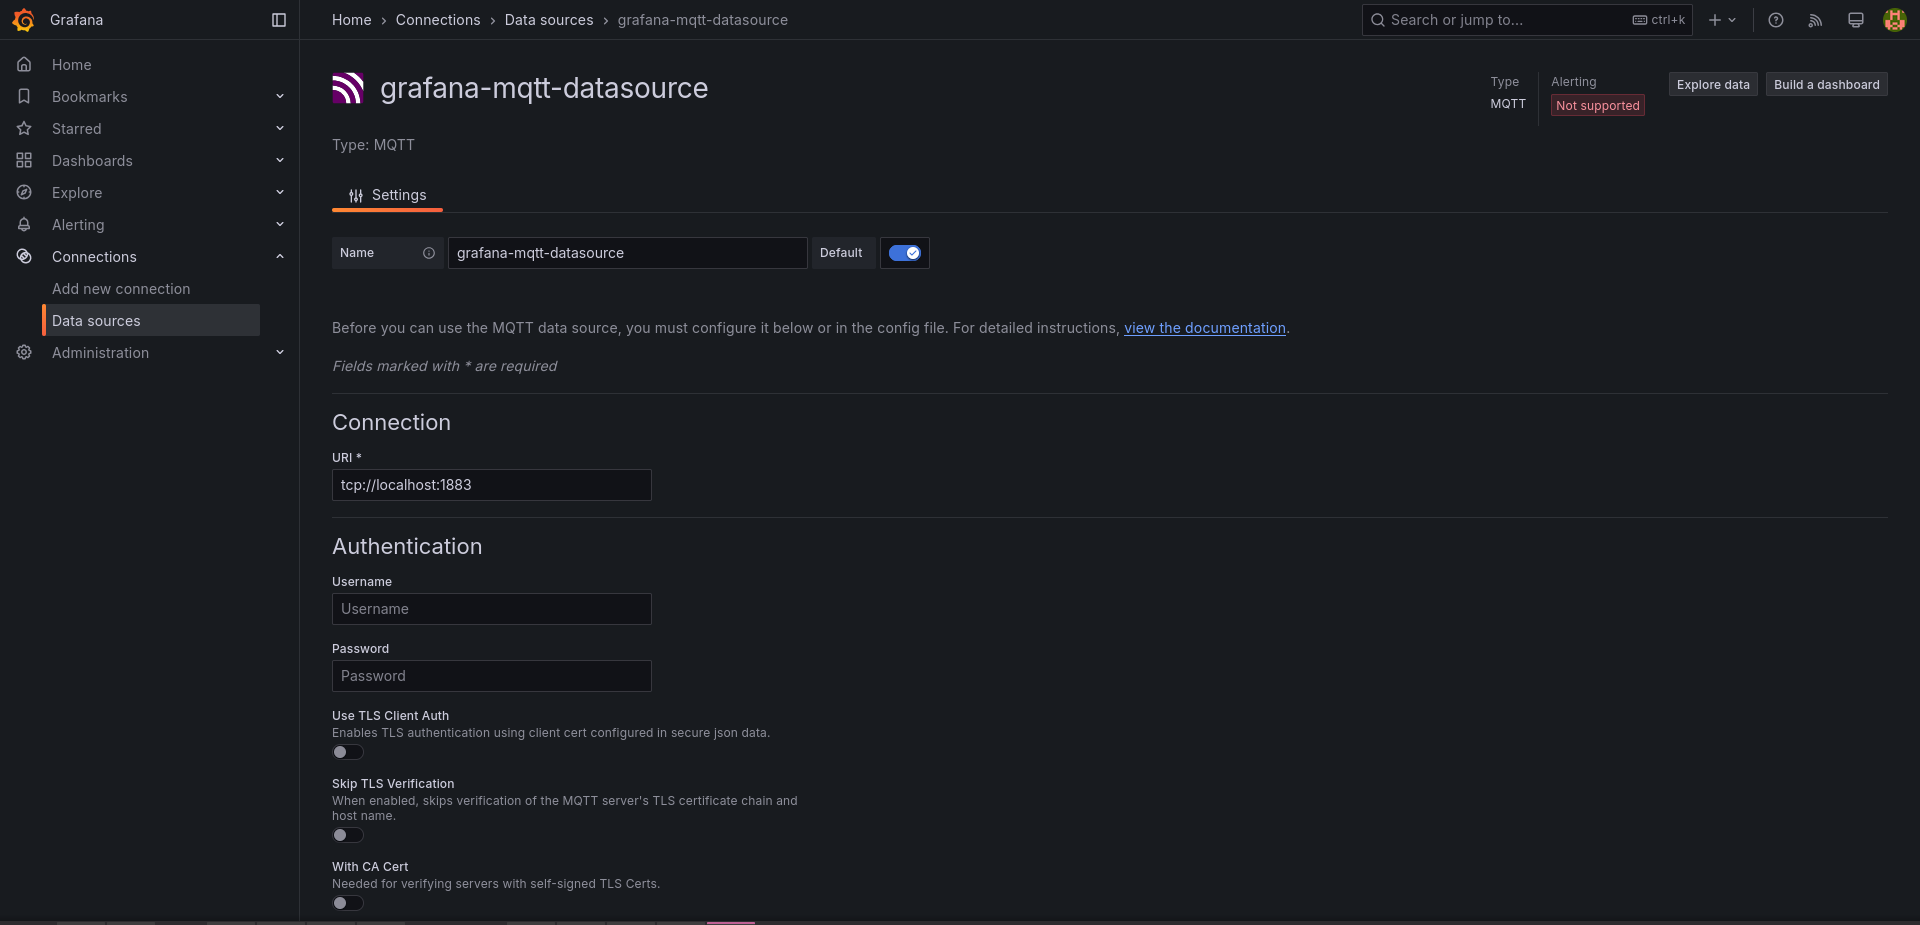 Grafana
Home › Connections › Data sources › grafana-mqtt-datasource
Search or jump to...
ctrl+k
Home
Bookmarks
Starred
Dashboards
Explore
Alerting
Connections
Add new connection
Data sources
Administration
grafana-mqtt-datasource
Type
MQTT
Alerting
Not supported
Explore data
Build a dashboard
Type: MQTT
Settings
Name
grafana-mqtt-datasource
Default
Before you can use the MQTT data source, you must configure it below or in the config file. For detailed instructions, view the documentation.
Fields marked with * are required
Connection
URI *
tcp://localhost:1883
Authentication
Username
Username
Password
Password
Use TLS Client Auth
Enables TLS authentication using client cert configured in secure json data.
Skip TLS Verification
When enabled, skips verification of the MQTT server's TLS certificate chain and
host name.
With CA Cert
Needed for verifying servers with self-signed TLS Certs.